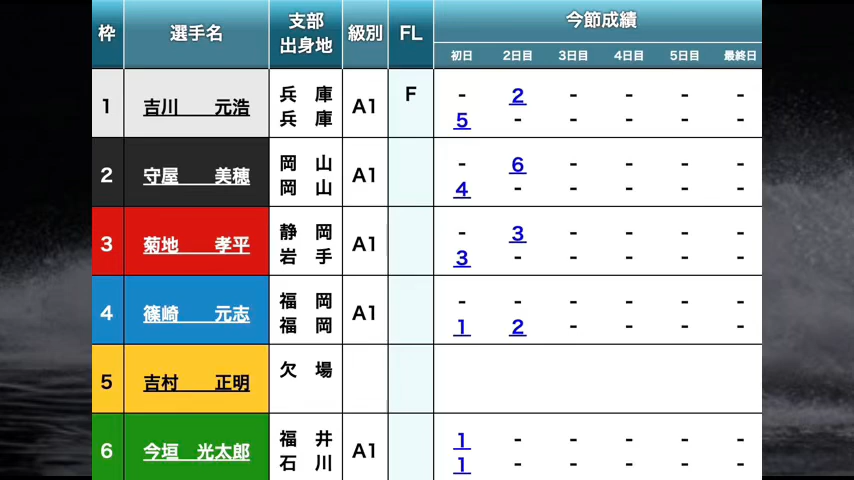 枠 選手名 支部 出身地 級別 FL 今節成績
初日 2日目 3日目 4日目 5日目 最終日
1 吉川 元浩 兵庫 兵庫 A1 F
- 2 - - - -
5 - - - - -
2 守屋 美穂 岡山 岡山 A1
- 6 - - - -
4 - - - - -
3 菊地 孝平 静岡 岩手 A1
- 3 - - - -
3 - - - - -
4 篠崎 元志 福岡 福岡 A1
- - - - - -
1 2 - - - -
5 吉村 正明 欠場
6 今垣 光太郎 福井 石川 A1
1 - - - - -
1 - - - - -